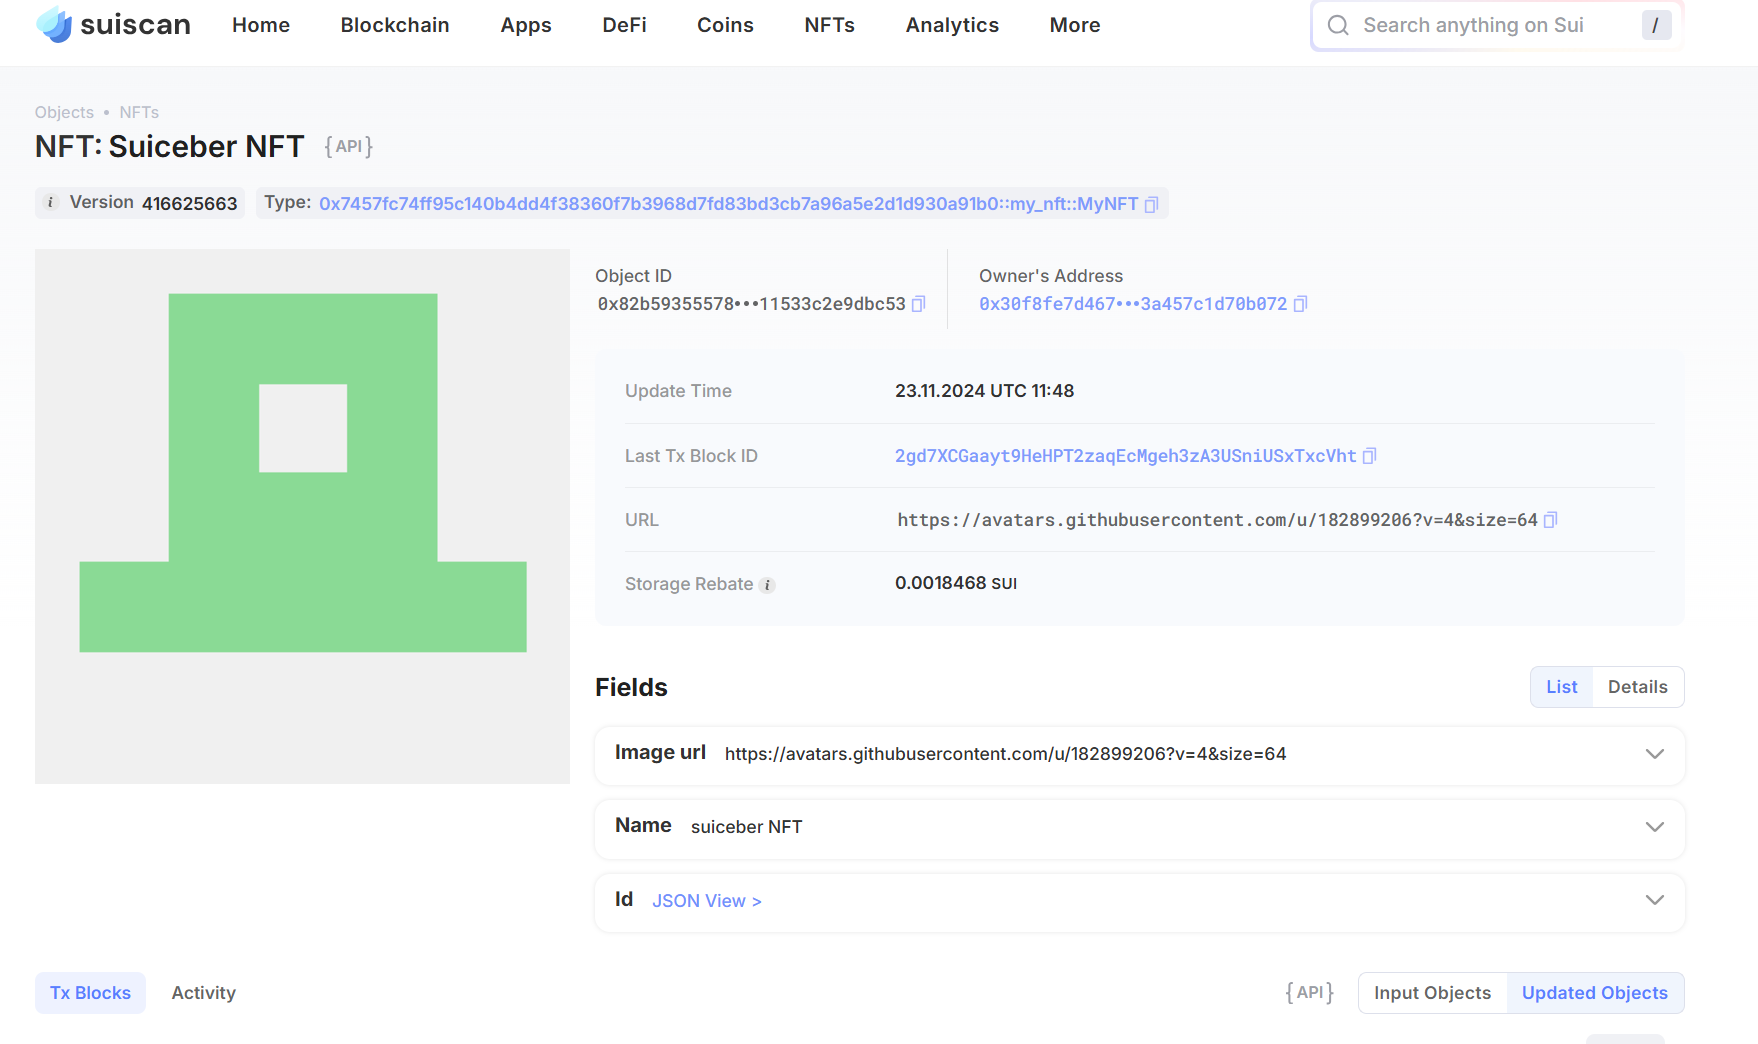 suiscan Home Blockchain Apps DeFi Coins NFTs Analytics More Search anything on Sui /
Objects • NFTs
NFT: Suiceber NFT {API}
i Version 416625663 Type: 0x7457fc74ff95c140b4dd4f38360f7b3968d7fd83bd3cb7a96a5e2d1d930a91b0::my_nft::MyNFT
Object ID Owner's Address
0x82b59355578•••11533c2e9dbc53 0x30f8fe7d467•••3a457c1d70b072
Update Time 23.11.2024 UTC 11:48
Last Tx Block ID 2gd7XCGaayt9HeHPT2zaqEcMgeh3zA3USniUSxTxcVht
URL https://avatars.githubusercontent.com/u/182899206?v=4&size=64
Storage Rebate i 0.0018468 SUI
Fields List Details
Image url https://avatars.githubusercontent.com/u/182899206?v=4&size=64
Name suiceber NFT
Id JSON View >
Tx Blocks Activity {API} Input Objects Updated Objects